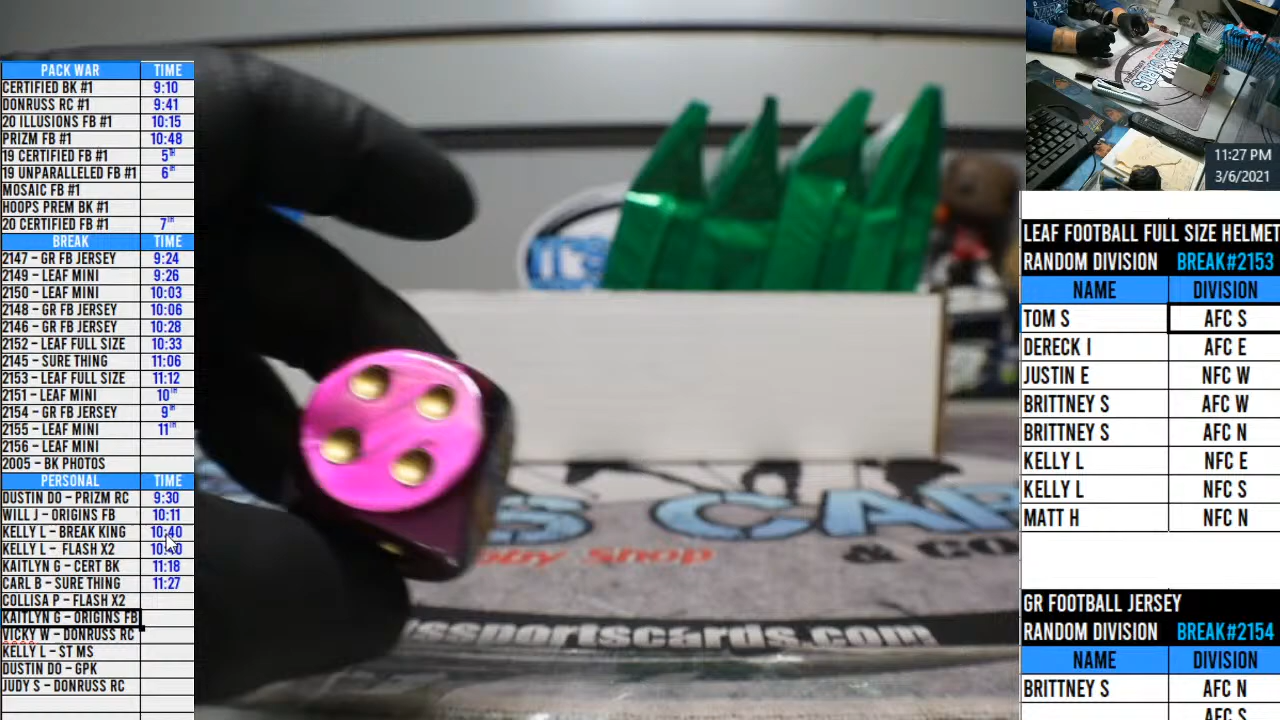 PACK WAR TIME
CERTIFIED BK #1 9:10
DONRUSS RC #1 9:41
20 ILLUSIONS FB #1 10:15
PRIZM FB #1 10:48
19 CERTIFIED FB #1 5TH
19 UNPARALLELED FB #1 6TH
MOSAIC FB #1
HOOPS PREM BK #1
20 CERTIFIED FB #1 7TH
BREAK TIME
2147 – GR FB JERSEY 9:24
2149 – LEAF MINI 9:26
2150 – LEAF MINI 10:03
2148 – GR FB JERSEY 10:06
2146 – GR FB JERSEY 10:28
2152 – LEAF FULL SIZE 10:33
2145 – SURE THING 11:06
2153 – LEAF FULL SIZE 11:12
2151 – LEAF MINI 10TH
2154 – GR FB JERSEY 9TH
2155 – LEAF MINI 11TH
2156 – LEAF MINI
2005 – BK PHOTOS
PERSONAL TIME
DUSTIN DO – PRIZM RC 9:30
WILL J – ORIGINS FB 10:11
KELLY L – BREAK KING 10:40
KELLY L – FLASH X2
KAITLYN G – CERT BK 11:18
CARL B – SURE THING 11:27
COLLISA P – FLASH X2
KAITLYN G – ORIGINS FB
VICKY W – DONRUSS RC
KELLY L – ST MS
DUSTIN DO – GPK
JUDY S – DONRUSS RC
IT'S
& CO
ssportscards.com
11:27 PM
3/6/2021
LEAF FOOTBALL FULL SIZE HELMET
RANDOM DIVISION BREAK#2153
NAME DIVISION
TOM S AFC S
DERECK I AFC E
JUSTIN E NFC W
BRITTNEY S AFC W
BRITTNEY S AFC N
KELLY L NFC E
KELLY L NFC S
MATT H NFC N
GR FOOTBALL JERSEY
RANDOM DIVISION BREAK#2154
NAME DIVISION
BRITTNEY S AFC N
AFC S